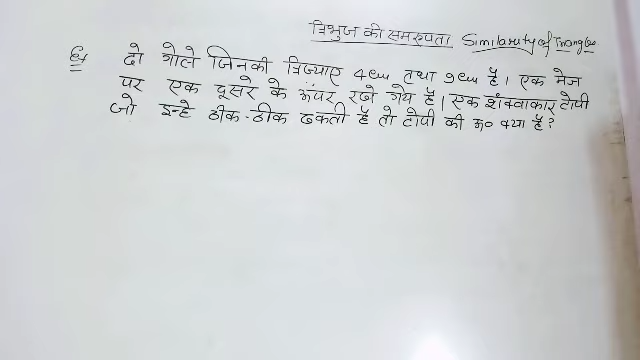 त्रिभुज की समरुपता Similarity of Triangles
Ex दो गोले जिनकी त्रिज्याए 4cm तथा 9cm हैं। एक मेज
पर एक दूसरे के ऊपर रखे गये हैं। एक शंक्वाकार टोपी
जो इन्हे ठीक-ठीक ढकती है तो टोपी की ऊ० क्या है?